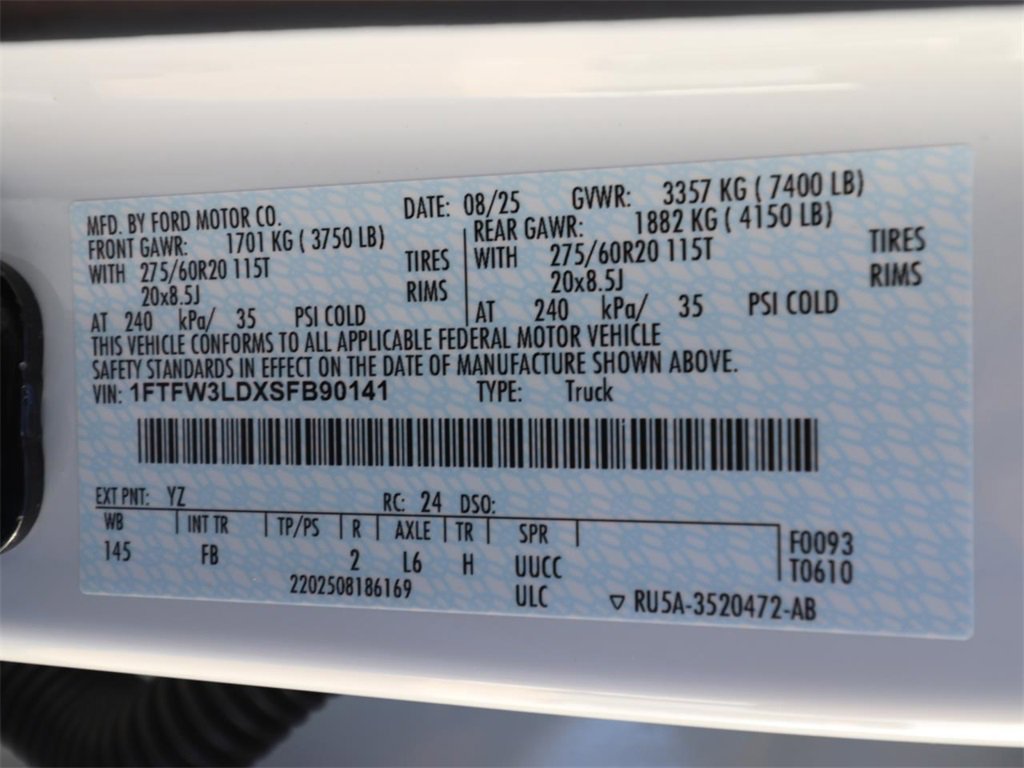 MFD. BY FORD MOTOR CO. DATE: 08/25 GVWR: 3357 KG ( 7400 LB)
FRONT GAWR: 1701 KG ( 3750 LB) REAR GAWR: 1882 KG ( 4150 LB)
WITH 275/60R20 115T TIRES WITH 275/60R20 115T TIRES
20x8.5J RIMS 20x8.5J RIMS
AT 240 kPa/ 35 PSI COLD AT 240 kPa/ 35 PSI COLD
THIS VEHICLE CONFORMS TO ALL APPLICABLE FEDERAL MOTOR VEHICLE
SAFETY STANDARDS IN EFFECT ON THE DATE OF MANUFACTURE SHOWN ABOVE.
VIN: 1FTFW3LDXSFB90141 TYPE: Truck
EXT PNT: YZ RC: 24 DSO:
WB INT TR TP/PS R AXLE TR SPR F0093
145 FB 2 L6 H UUCC T0610
2202508186169 ULC RU5A-3520472-AB